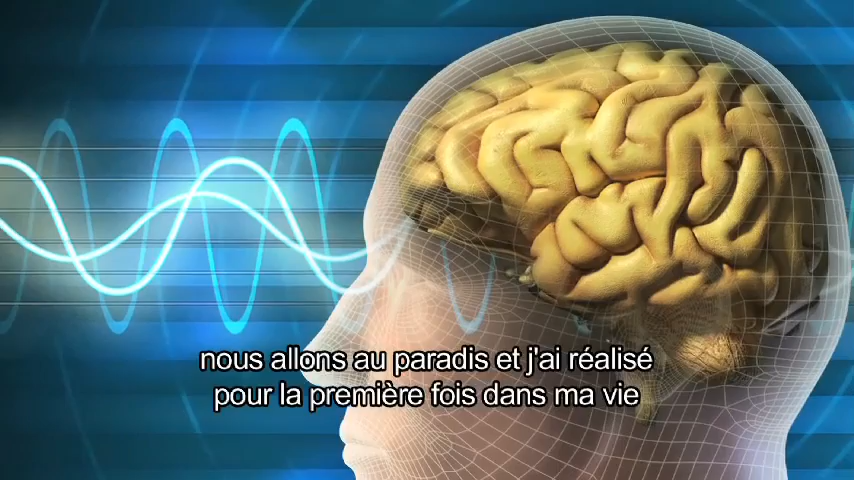 nous allons au paradis et j'ai réalisé
pour la première fois dans ma vie